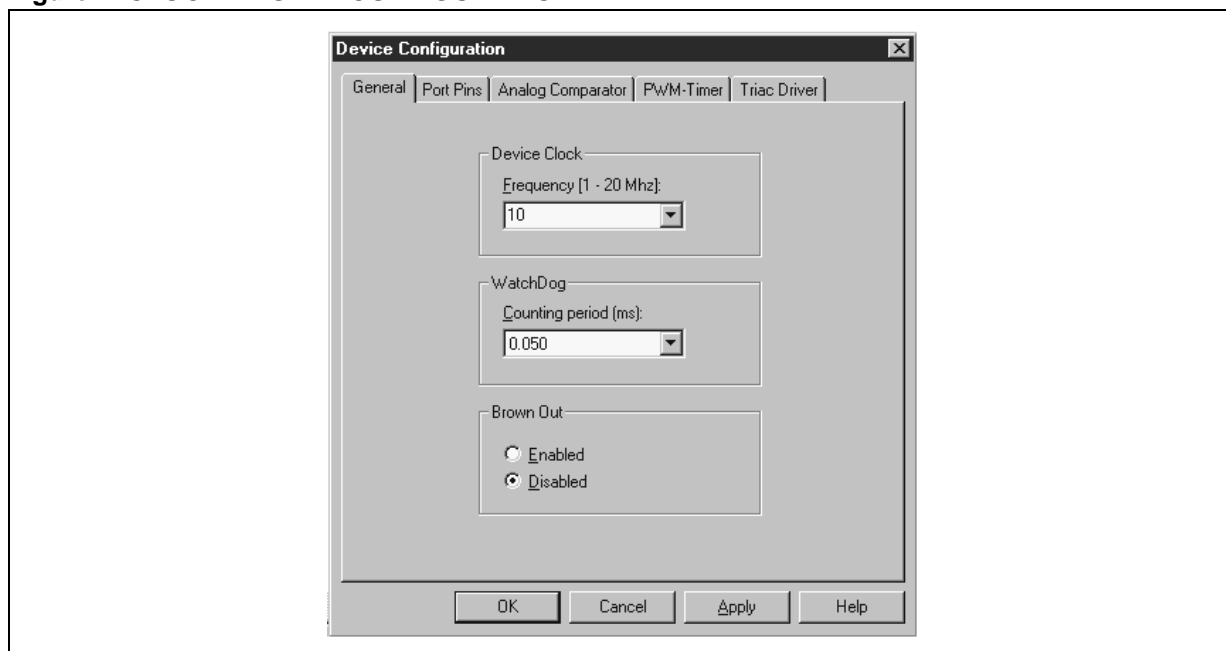 Device Configuration
General Port Pins Analog Comparator PWM-Timer Triac Driver
Device Clock
Frequency [1 - 20 Mhz]:
10
WatchDog
Counting period (ms):
0.050
Brown Out
Enabled
Disabled
OK Cancel Apply Help